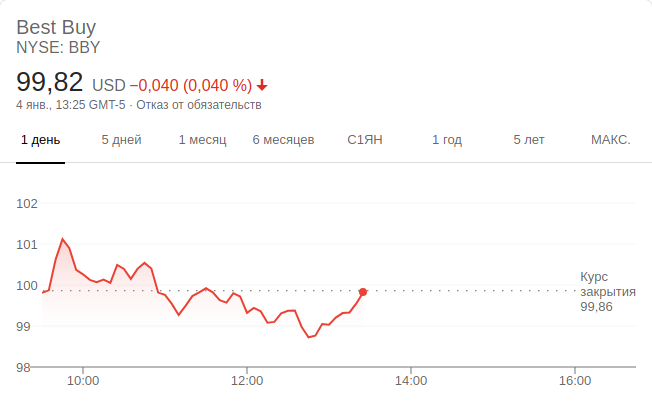 Best Buy
NYSE: BBY
99,82 USD −0,040 (0,040 %)
4 янв., 13:25 GMT-5 · Отказ от обязательств
1 день 5 дней 1 месяц 6 месяцев С1ЯН 1 год 5 лет МАКС.
102
101
100
99
98
Курс
закрытия
99,86
10:00 12:00 14:00 16:00